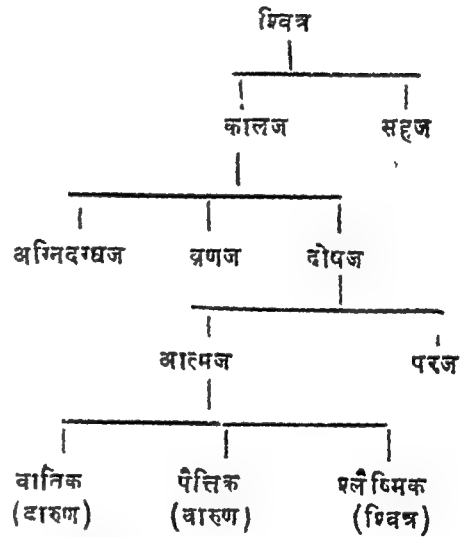 श्वित्र
कालज सहज
अग्निदग्धज व्रणज दोषज
आत्मज परज
वातिक पैत्तिक श्लैष्मिक
(दारुण) (वारुण) (श्वित्र)